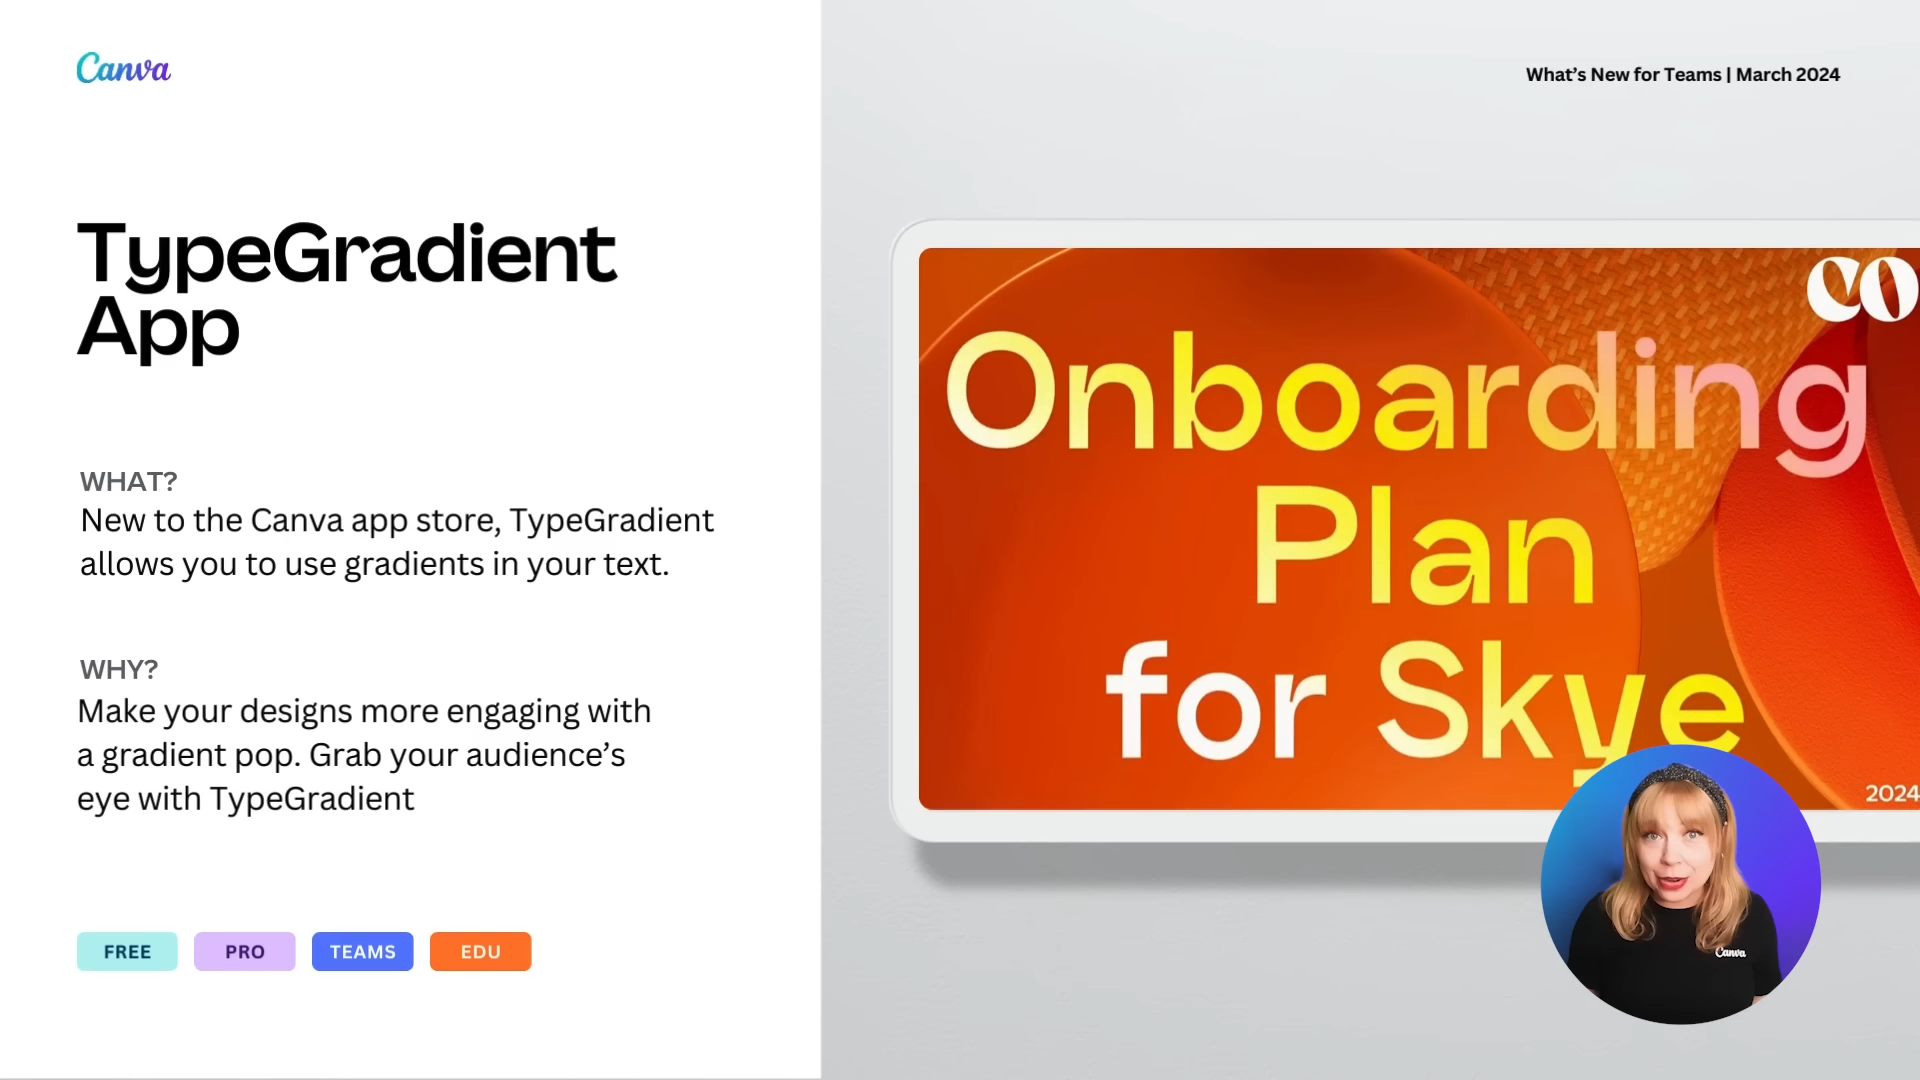 Canva
What's New for Teams | March 2024
TypeGradient
App
WHAT?
New to the Canva app store, TypeGradient
allows you to use gradients in your text.
WHY?
Make your designs more engaging with
a gradient pop. Grab your audience’s
eye with TypeGradient
FREE
PRO
TEAMS
EDU
CO
Onboarding
Plan
for Skye
2024
Canva